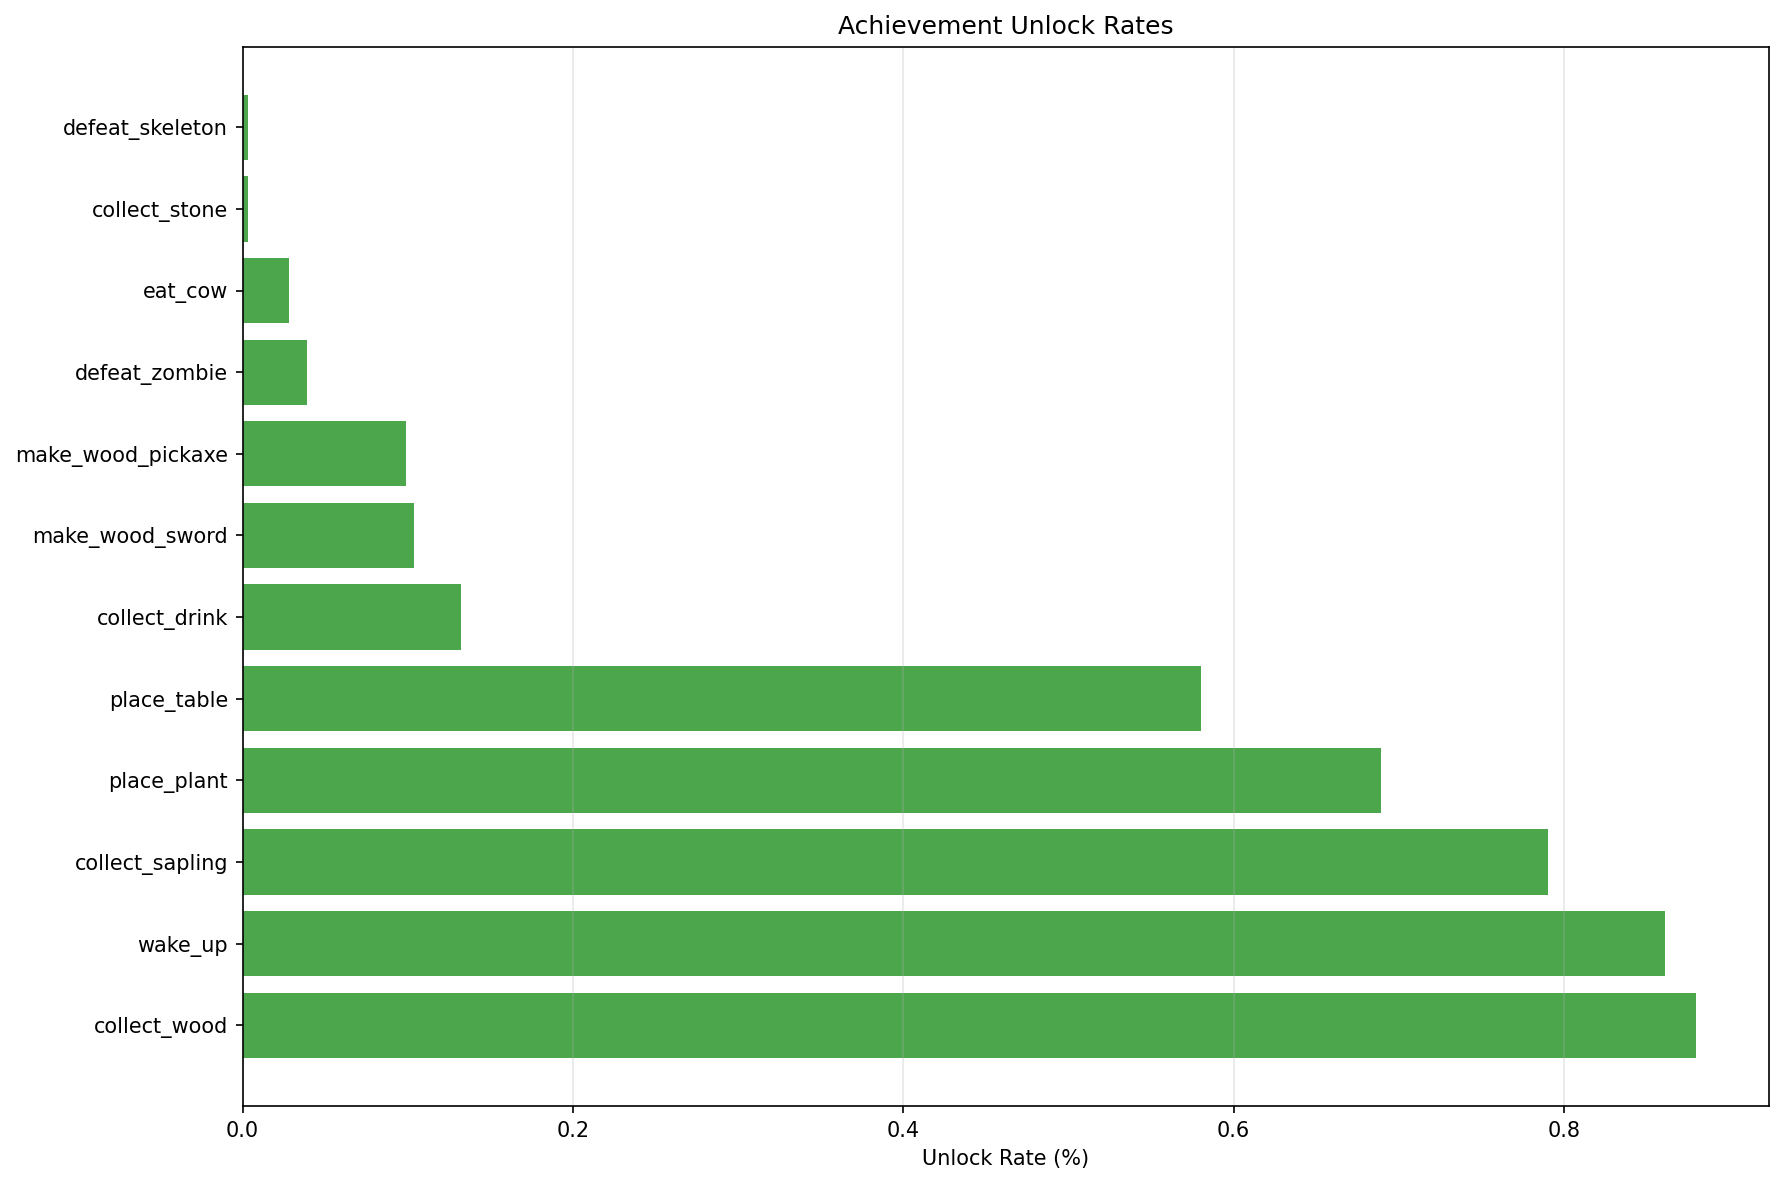 Achievement Unlock Rates
defeat_skeleton
collect_stone
eat_cow
defeat_zombie
make_wood_pickaxe
make_wood_sword
collect_drink
place_table
place_plant
collect_sapling
wake_up
collect_wood
0.0 0.2 0.4 0.6 0.8
Unlock Rate (%)